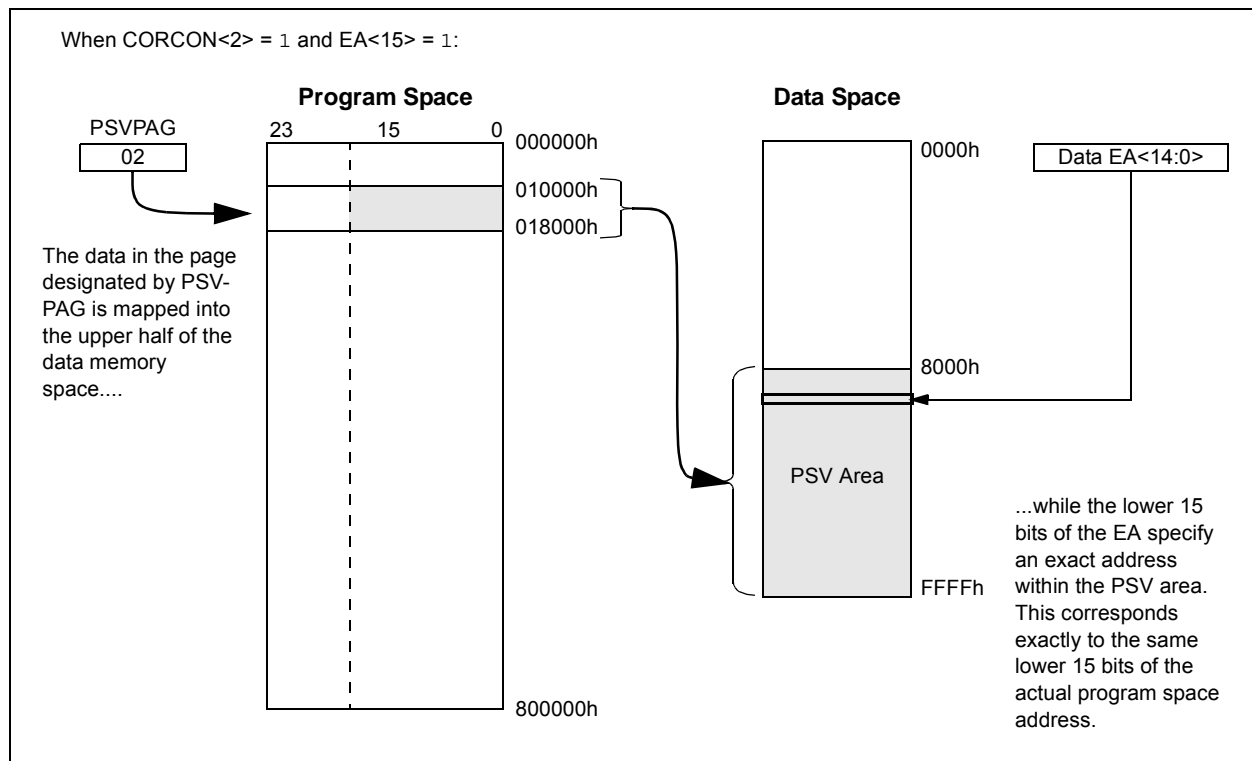 When CORCON<2> = 1 and EA<15> = 1:
Program Space
Data Space
PSVPAG
02
23 15 0
000000h
010000h
018000h
800000h
The data in the page
designated by PSV-
PAG is mapped into
the upper half of the
data memory
space....
0000h
8000h
FFFFh
PSV Area
Data EA<14:0>
...while the lower 15
bits of the EA specify
an exact address
within the PSV area.
This corresponds
exactly to the same
lower 15 bits of the
actual program space
address.